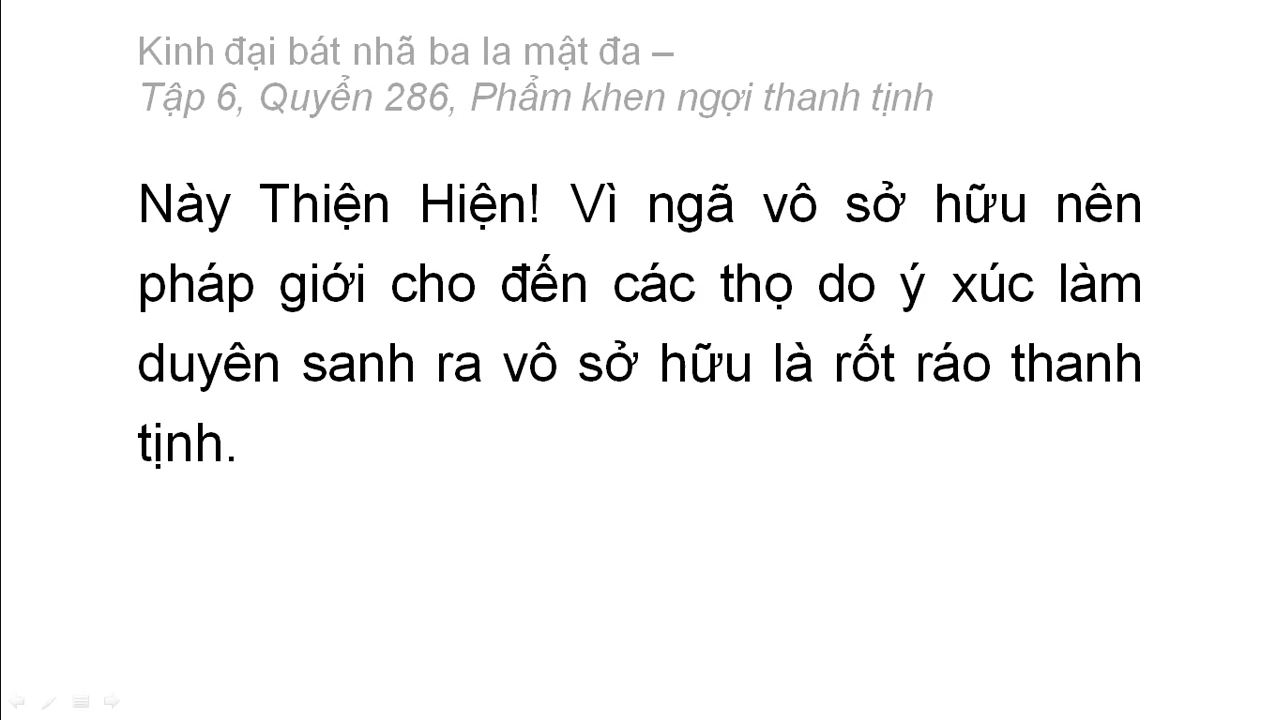 Kinh đại bát nhã ba la mật đa –
Tập 6, Quyển 286, Phẩm khen ngợi thanh tịnh
Này Thiện Hiện! Vì ngã vô sở hữu nên
pháp giới cho đến các thọ do ý xúc làm
duyên sanh ra vô sở hữu là rốt ráo thanh
tịnh.